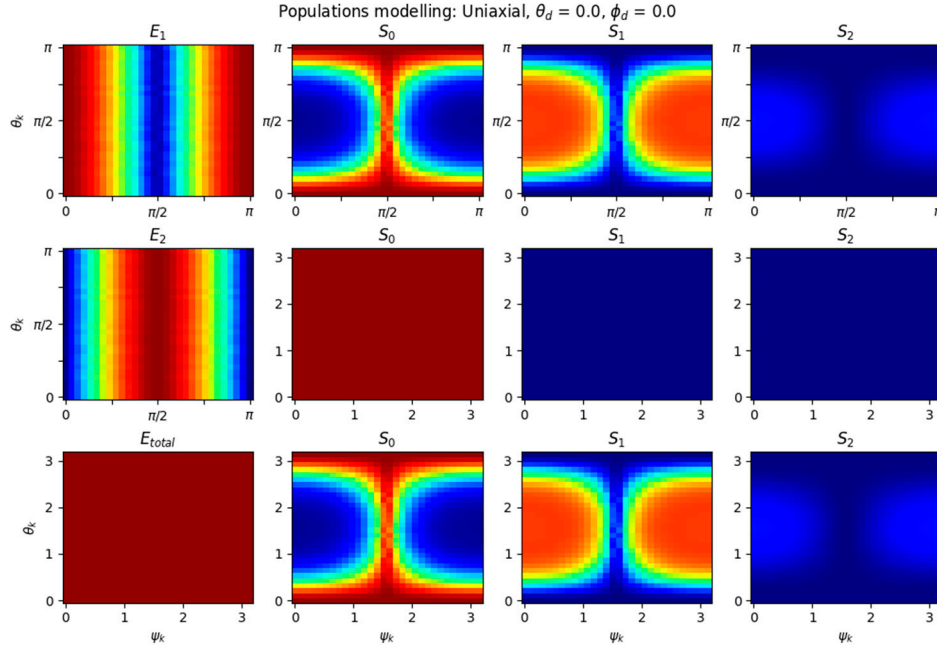 Populations modelling: Uniaxial, θ_d = 0.0, ϕ_d = 0.0
E_1 S_0 S_1 S_2
π π π π
θ_k π/2 π/2 π/2 π/2
0 0 0 0
0 π/2 π 0 π/2 π 0 π/2 π 0 π/2 π
E_2 S_0 S_1 S_2
π 3 3 3
θ_k π/2 2 2 2
1 1 1
0 0 0 0
0 π/2 π 0 1 2 3 0 1 2 3 0 1 2 3
E_total S_0 S_1 S_2
3 3 3 3
θ_k 2 2 2 2
1 1 1 1
0 0 0 0
0 1 2 3 0 1 2 3 0 1 2 3 0 1 2 3
ψ_k ψ_k ψ_k ψ_k